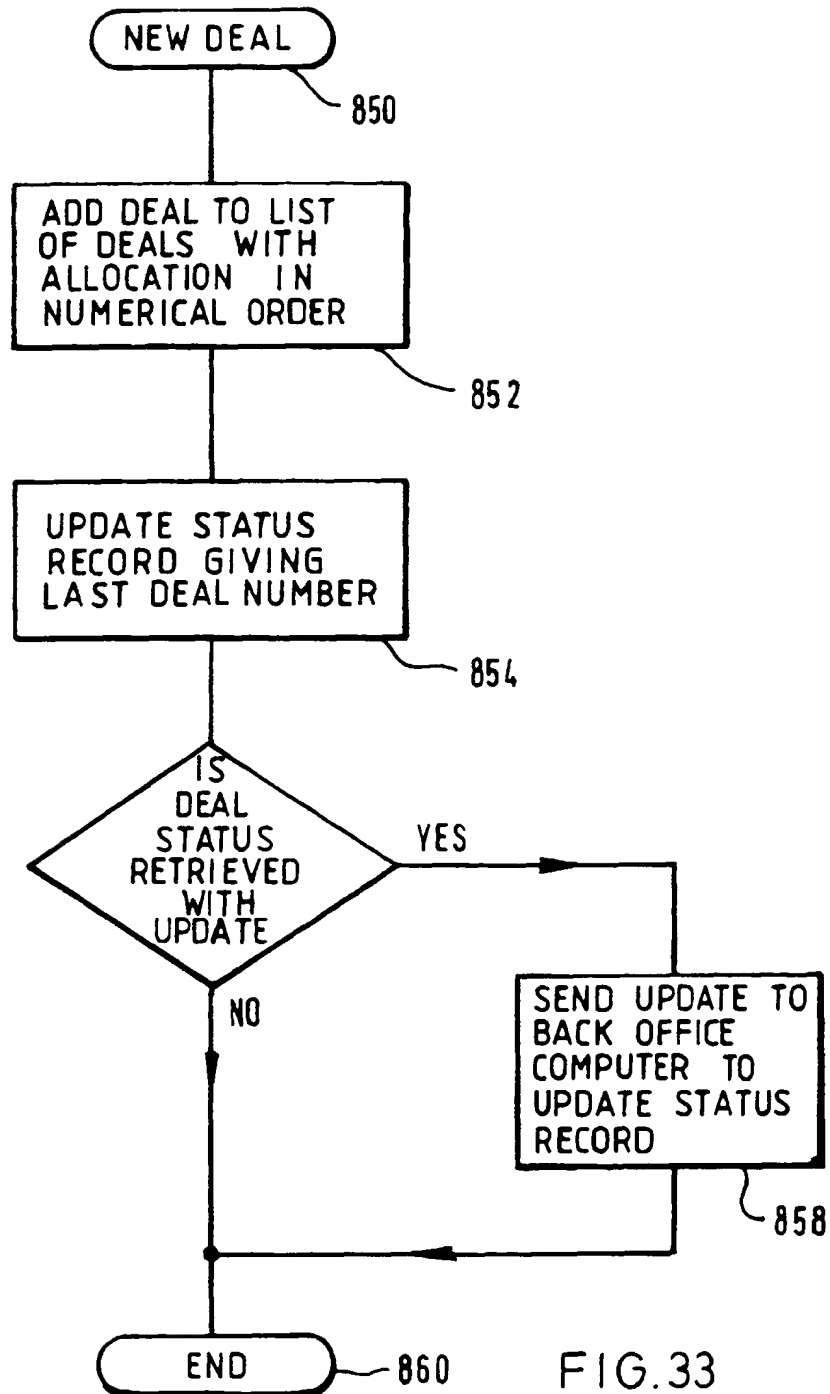 NEW DEAL
850
ADD DEAL TO LIST
OF DEALS WITH
ALLOCATION IN
NUMERICAL ORDER
852
UPDATE STATUS
RECORD GIVING
LAST DEAL NUMBER
854
IS
DEAL
STATUS
RETRIEVED
WITH
UPDATE
YES
NO
SEND UPDATE TO
BACK OFFICE
COMPUTER TO
UPDATE STATUS
RECORD
858
END
860
FIG.33